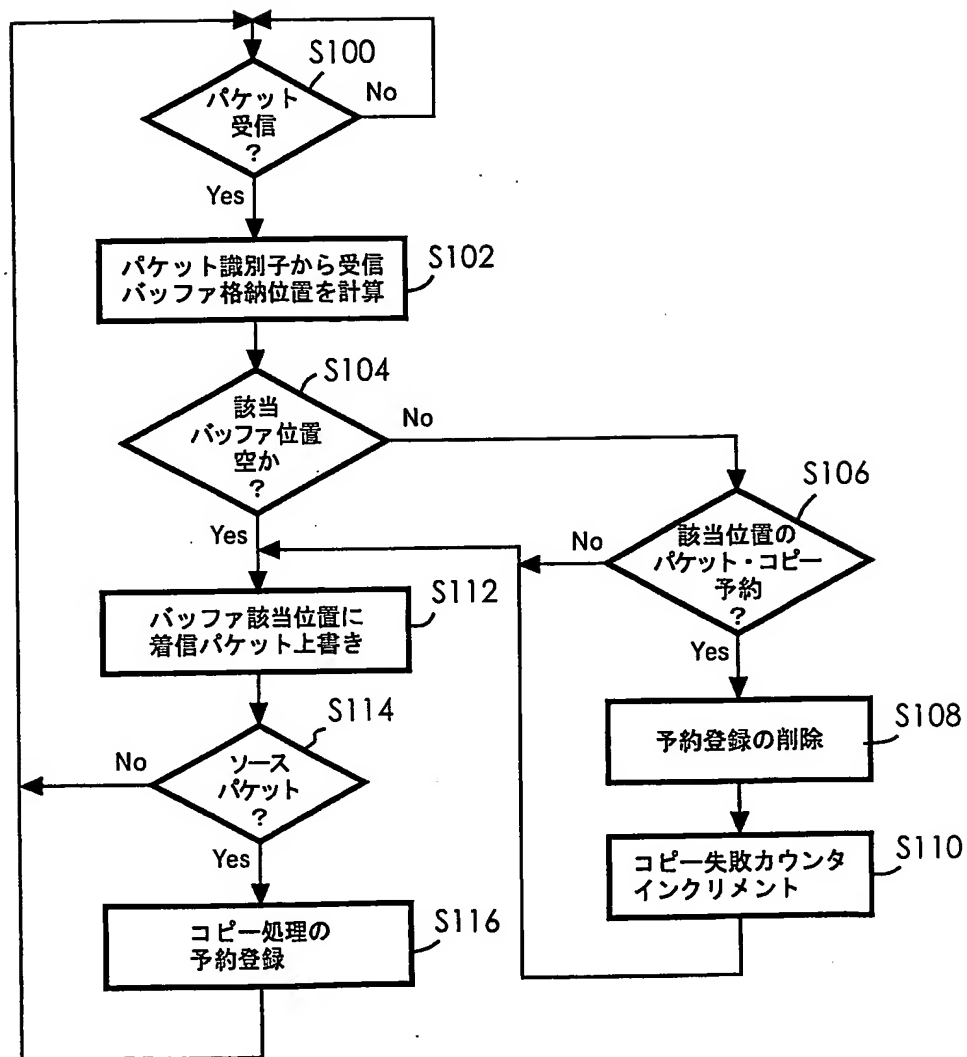 S100
パケット
受信
?
No
Yes
S102
パケット識別子から受信
バッファ格納位置を計算
S104
該当
バッファ位置
空か
?
No
Yes
S106
該当位置の
パケット・コピー
予約
?
No
Yes
S108
予約登録の削除
S110
コピー失敗カウンタ
インクリメント
S112
バッファ該当位置に
着信パケット上書き
S114
ソース
パケット
?
No
Yes
S116
コピー処理の
予約登録